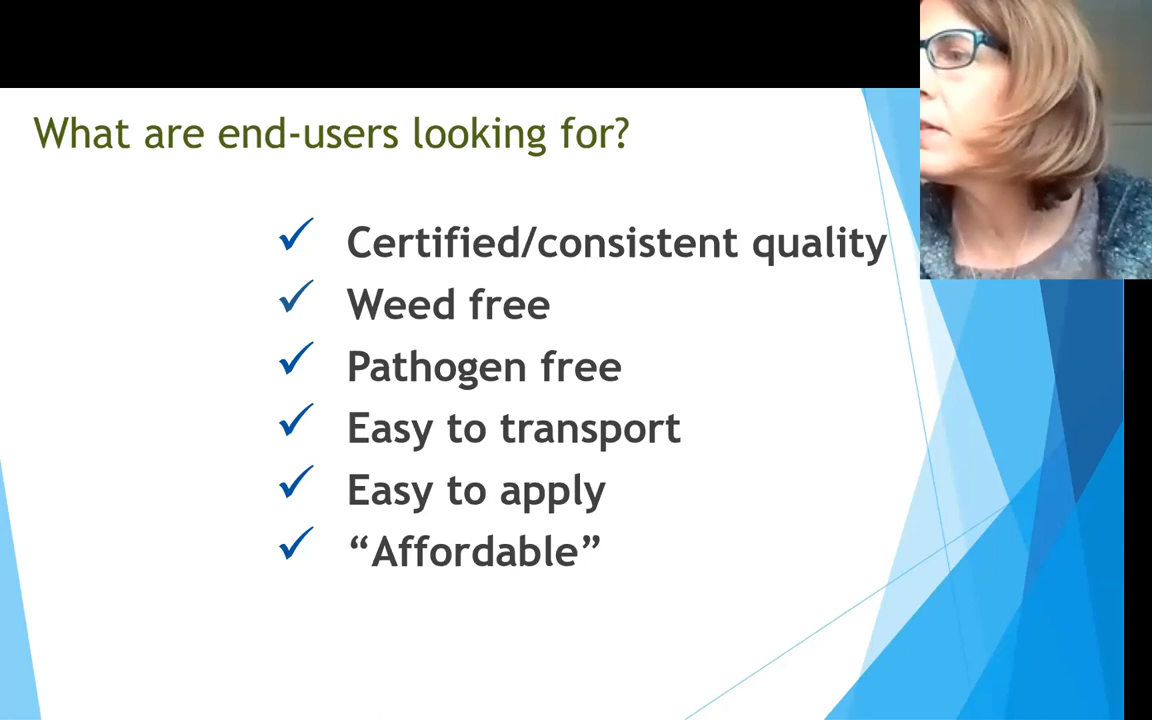 What are end-users looking for?
✓ Certified/consistent quality
✓ Weed free
✓ Pathogen free
✓ Easy to transport
✓ Easy to apply
✓ “Affordable”